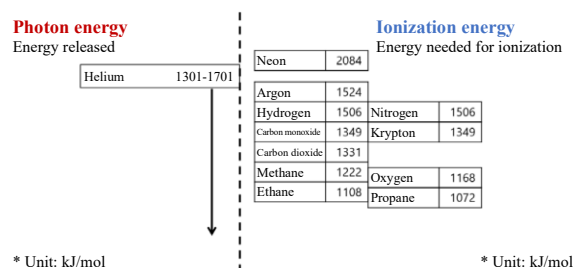 Photon energy
Energy released
Helium 1301-1701
* Unit: kJ/mol
Ionization energy
Energy needed for ionization
Neon 2084
Argon 1524
Hydrogen 1506 Nitrogen 1506
Carbon monoxide 1349 Krypton 1349
Carbon dioxide 1331
Methane 1222 Oxygen 1168
Ethane 1108 Propane 1072
* Unit: kJ/mol